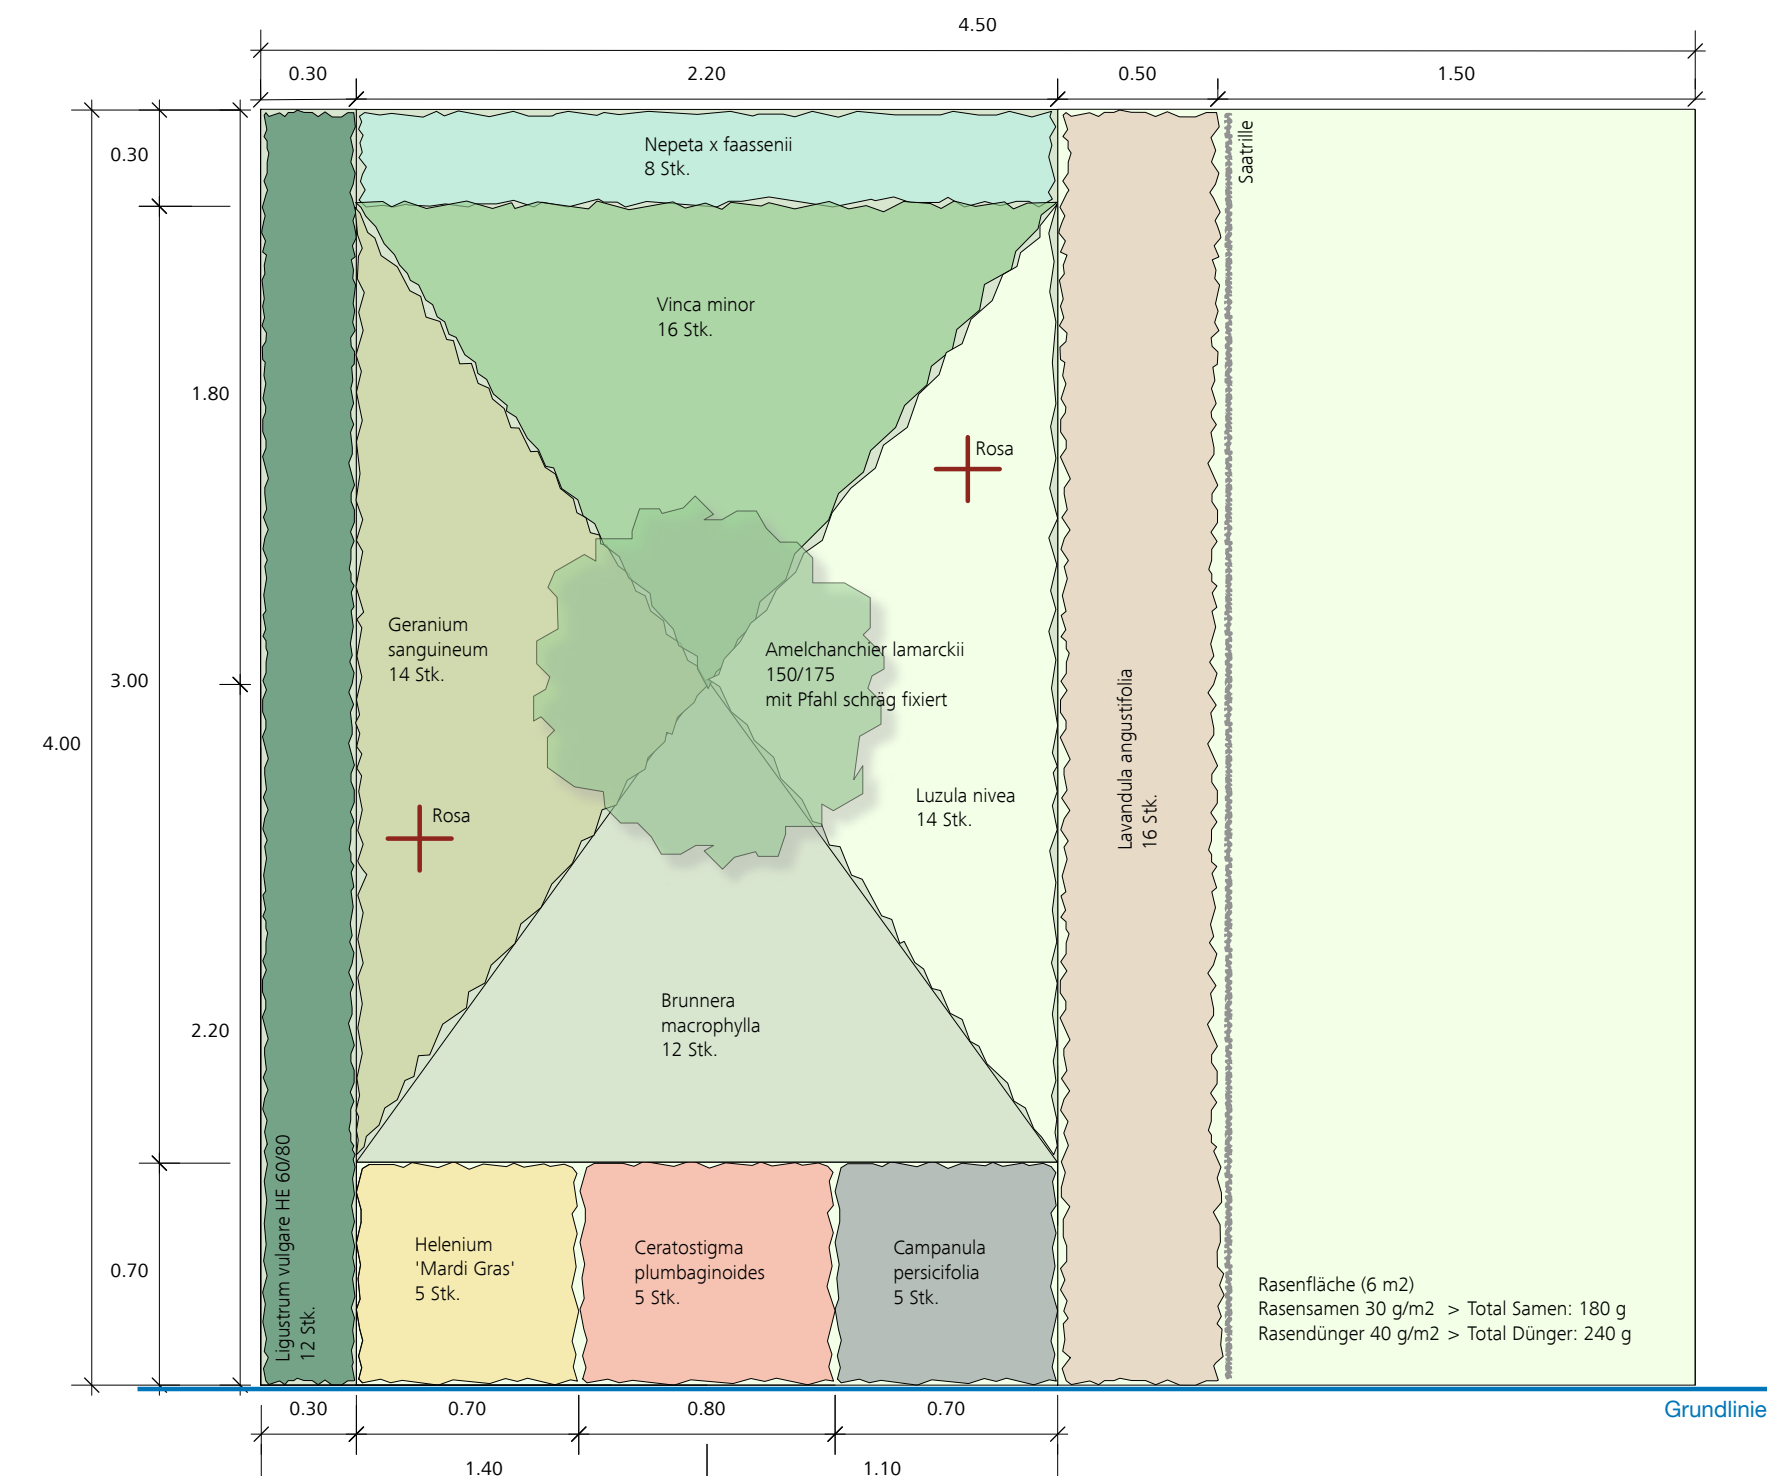 4.50
0.30
2.20
0.50
1.50
0.30
Nepeta x faassenii
8 Stk.
Saatrille
1.80
Vinca minor
16 Stk.
Rosa
3.00
4.00
Geranium
sanguineum
14 Stk.
Amelchanchier lamarckii
150/175
mit Pfahl schräg fixiert
Luzula nivea
14 Stk.
Lavandula angustifolia
16 Stk.
Rosa
2.20
Brunnera
macrophylla
12 Stk.
Ligustrum vulgare HE 60/80
12 Stk.
0.70
Helenium
'Mardi Gras'
5 Stk.
Ceratostigma
plumbaginoides
5 Stk.
Campanula
persicifolia
5 Stk.
Rasenfläche (6 m2)
Rasensamen 30 g/m2 > Total Samen: 180 g
Rasendünger 40 g/m2 > Total Dünger: 240 g
Grundlinie
0.30
0.70
0.80
0.70
1.40
1.10